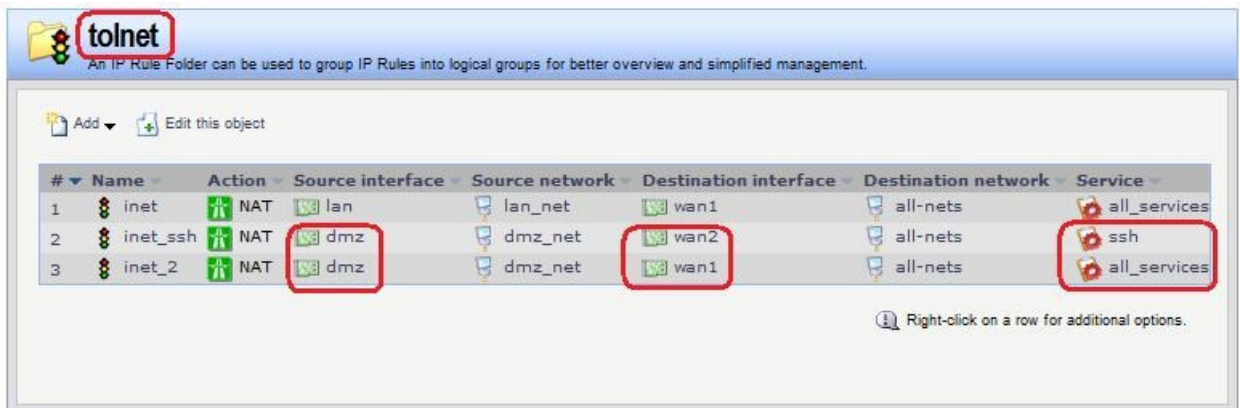 tolnet
An IP Rule Folder can be used to group IP Rules into logical groups for better overview and simplified management.
Add Edit this object
# Name Action Source interface Source network Destination interface Destination network Service
1 inet NAT lan lan_net wan1 all-nets all_services
2 inet_ssh NAT dmz dmz_net wan2 all-nets ssh
3 inet_2 NAT dmz dmz_net wan1 all-nets all_services
Right-click on a row for additional options.